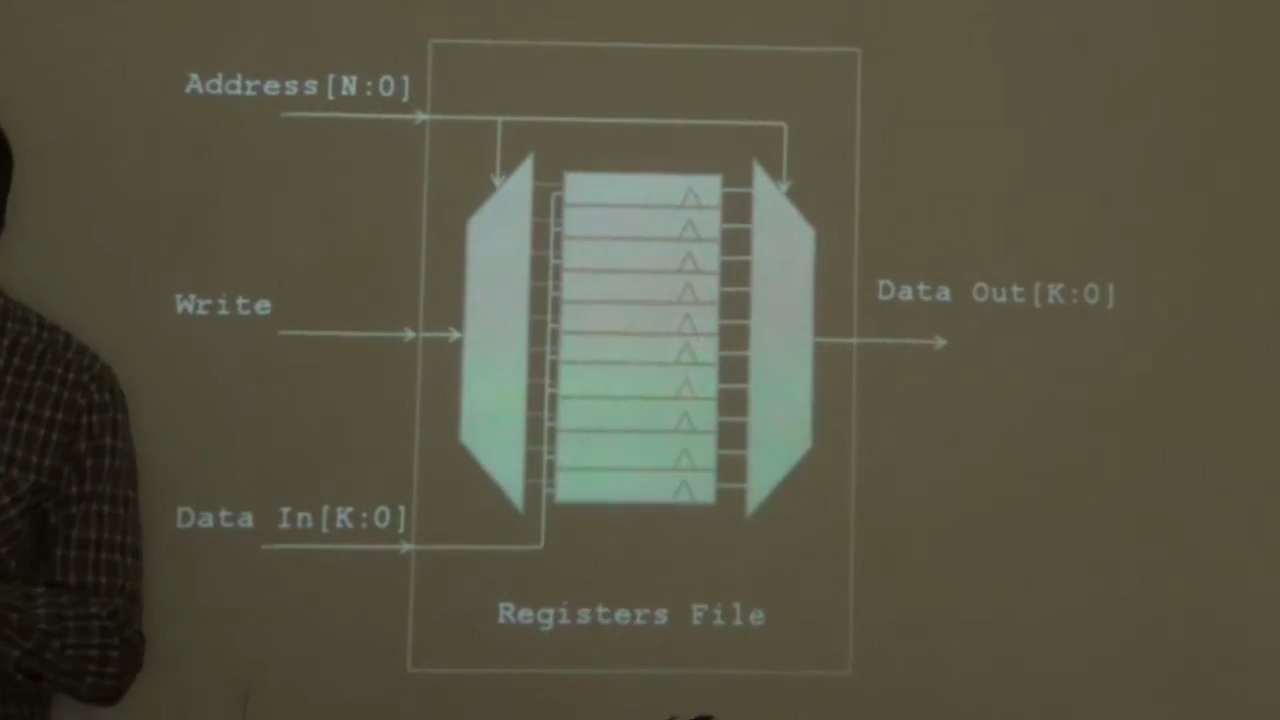 Address[N:0]
Write
Data Out[K:0]
Data In[K:0]
Registers File